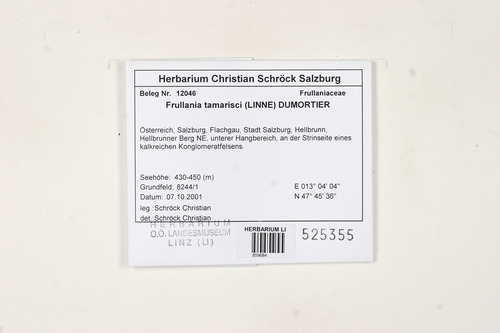 Herbarium Christian Schröck Salzburg
Beleg Nr. 12046 Frullaniaceae
Frullania tamarisci (LINNE) DUMORTIER
Österreich, Salzburg, Flachgau, Stadt Salzburg, Hellbrunn,
Hellbrunner Berg NE, unterer Hangbereich, an der Strinseite eines
kalkreichen Konglomeratfelsens.
Seehöhe: 430-450 (m)
Grundfeld: 8244/1 E 013° 04' 04"
Datum: 07.10.2001 N 47° 45' 36"
leg.:Schröck Christian
det. Schröck Christian
HERBARIUM
O.Ö. LANDESMUSEUM
LINZ (LI)
HERBARIUM LI
859684
525355